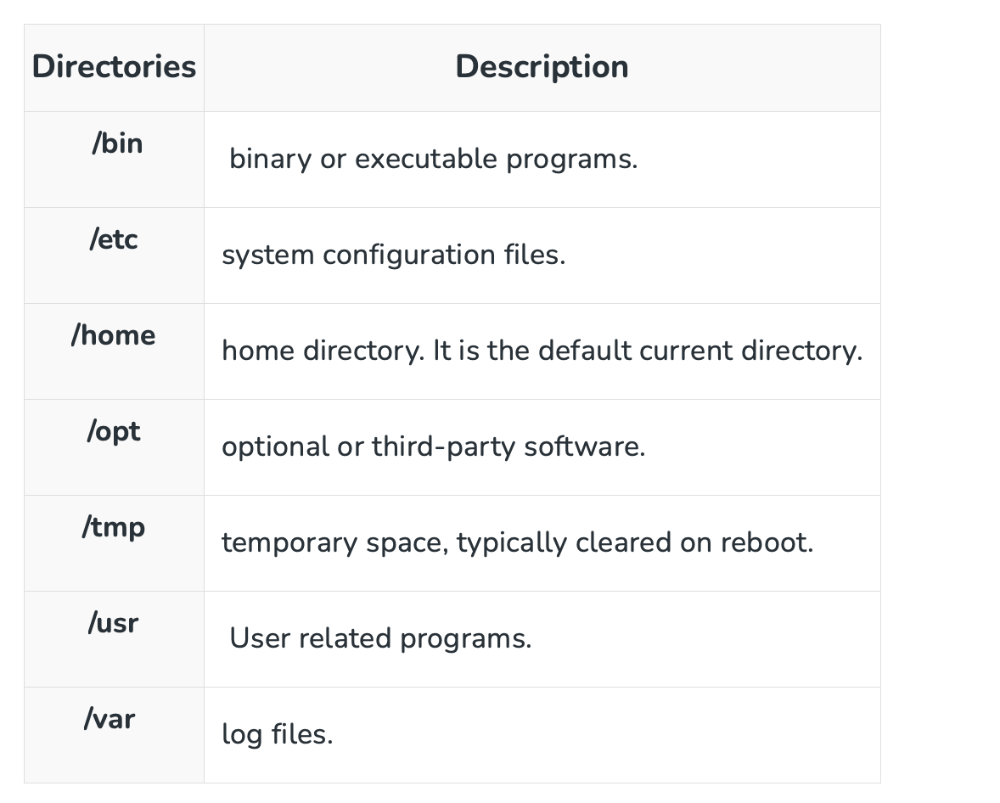 Directories Description
/bin binary or executable programs.
/etc system configuration files.
/home home directory. It is the default current directory.
/opt optional or third-party software.
/tmp temporary space, typically cleared on reboot.
/usr User related programs.
/var log files.